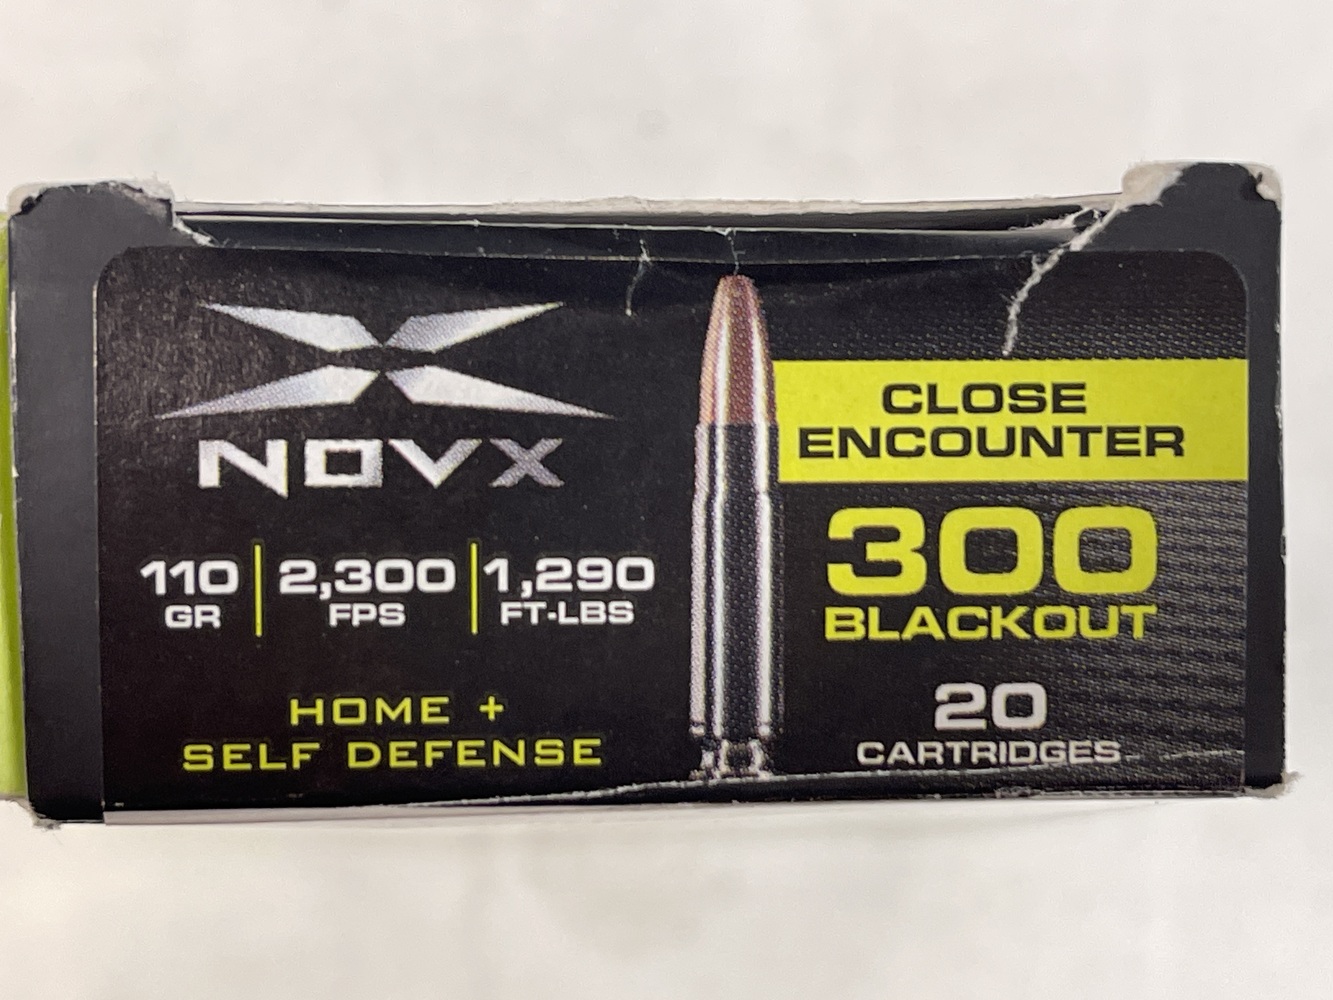 NOVX
110 GR | 2,300 FPS | 1,290 FT-LBS
HOME +
SELF DEFENSE
CLOSE
ENCOUNTER
300
BLACKOUT
20
CARTRIDGES